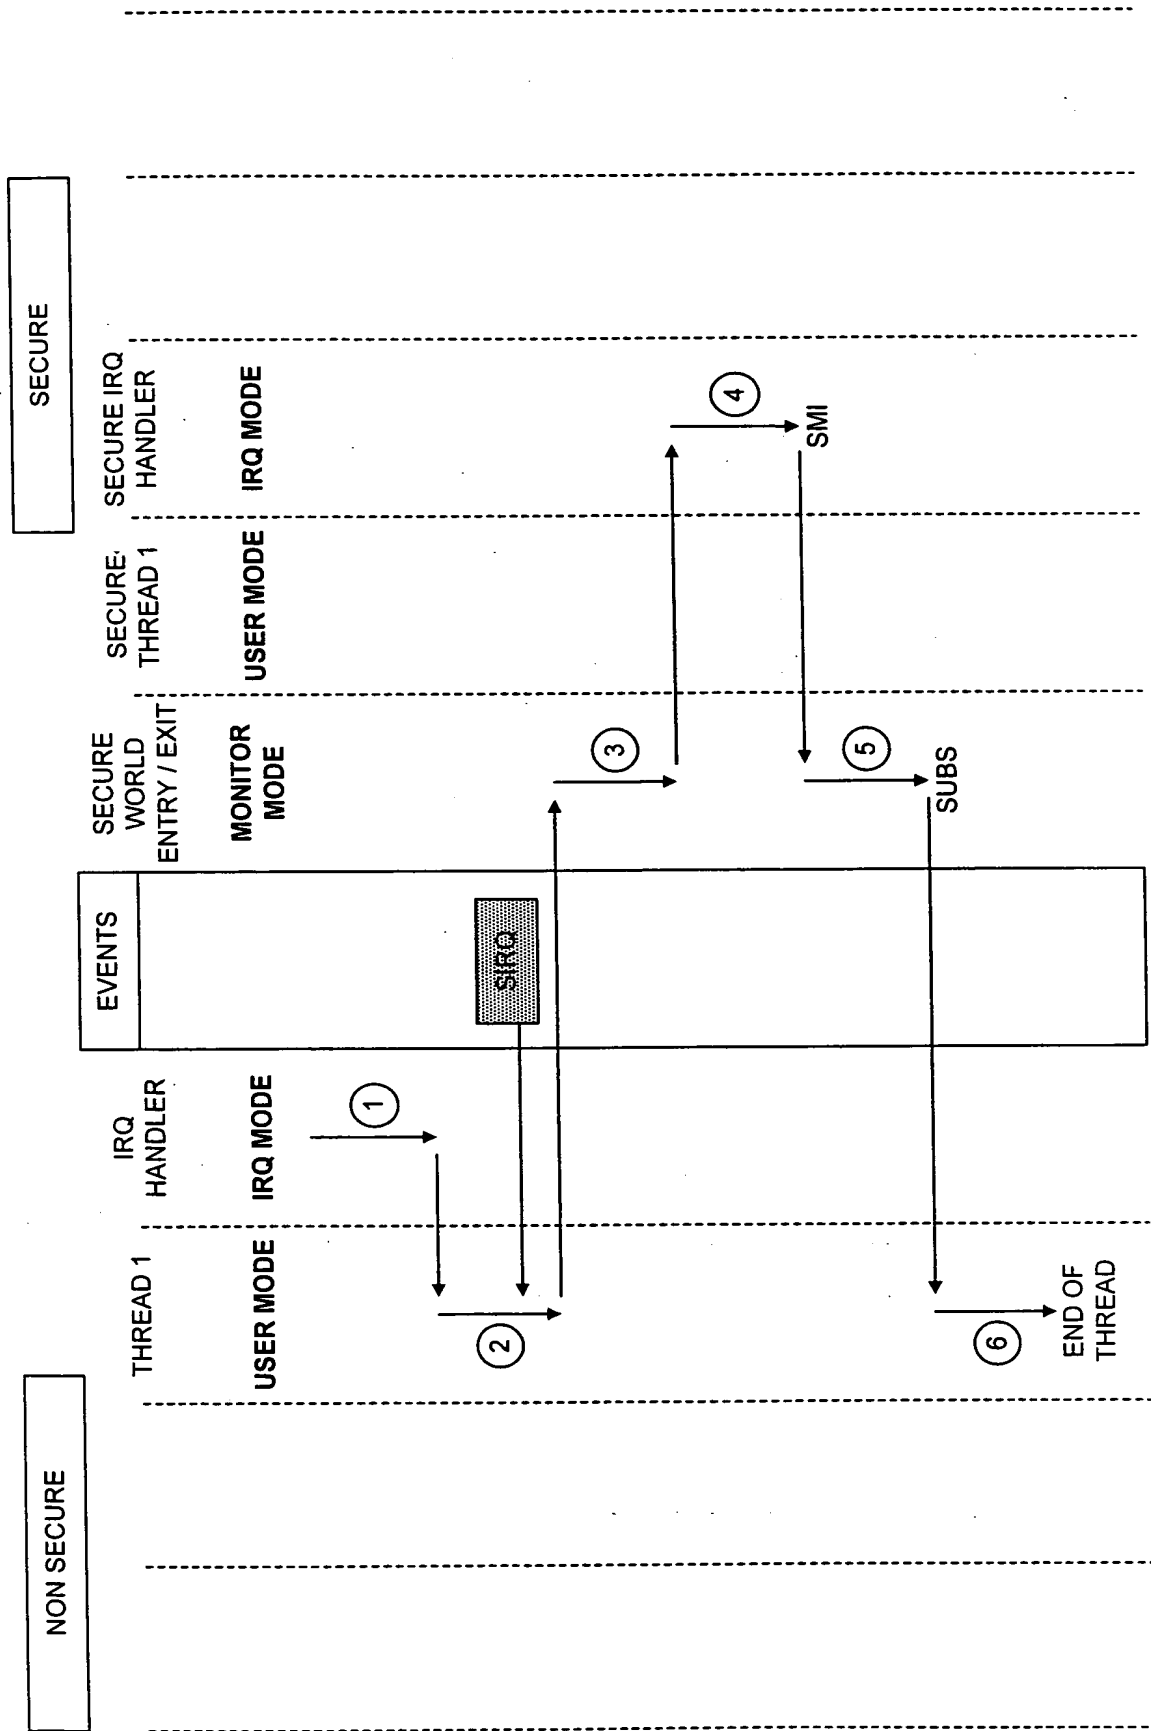 NON SECURE
SECURE
EVENTS
THREAD 1
IRQ
HANDLER
SECURE
WORLD
ENTRY / EXIT
SECURE
THREAD 1
SECURE IRQ
HANDLER
USER MODE
IRQ MODE
MONITOR
MODE
USER MODE
IRQ MODE
1
SIRQ
2
3
4
SMI
5
SUBS
6
END OF
THREAD